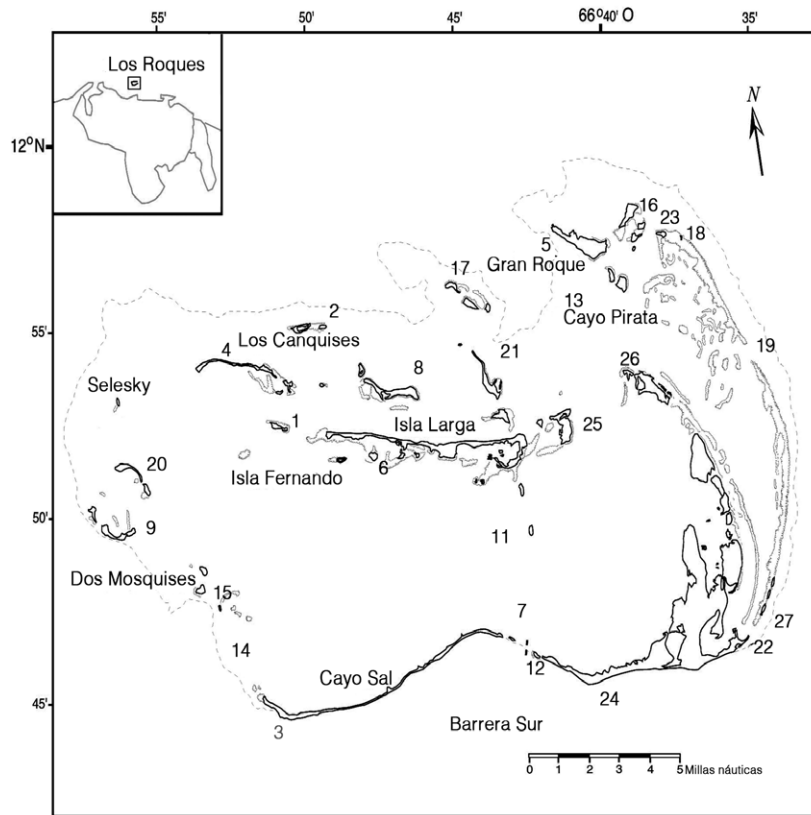 55' 50' 45' 66º40' O 35'
Los Roques
N
12ºN
16
23
18
5
Gran Roque
17
13
Cayo Pirata
2
Los Canquises
55'
4
19
21
26
8
Selesky
Isla Larga
1
25
6
Isla Fernando
20
50'
9
11
Dos Mosquises
15
7
27
14
22
12
Cayo Sal
24
45'
3
Barrera Sur
0 1 2 3 4 5 Millas náuticas